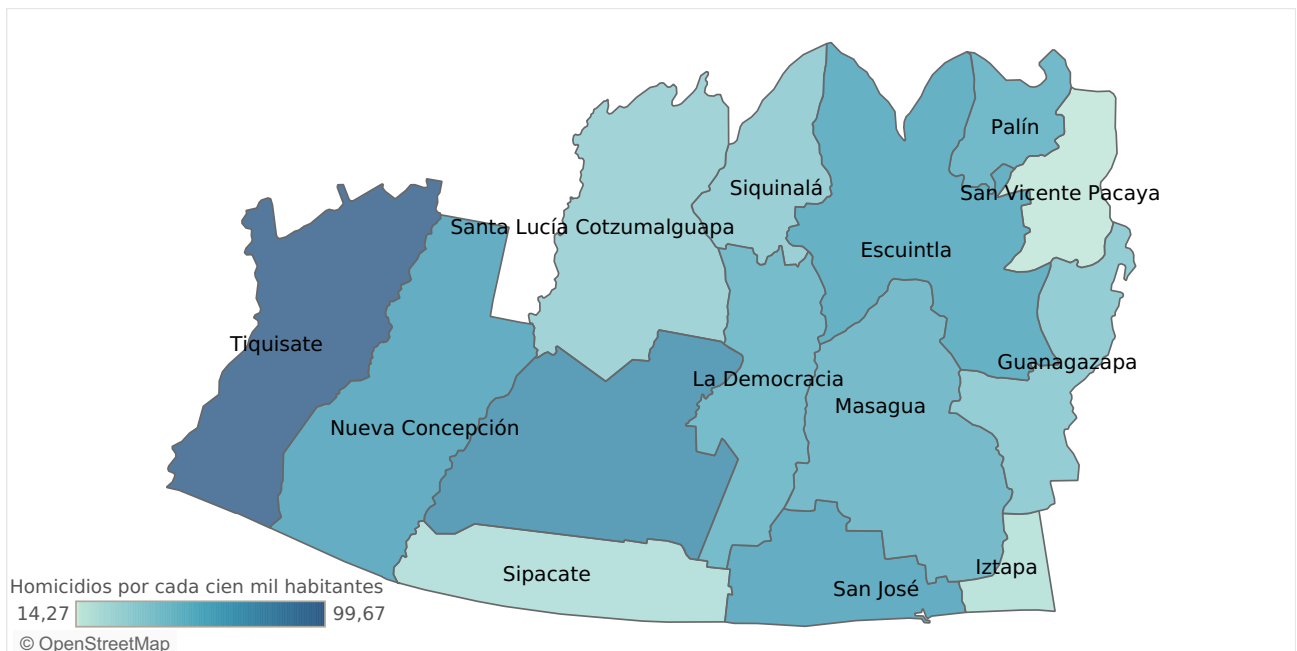 Palín
Siquinalá
San Vicente Pacaya
Santa Lucía Cotzumalguapa
Escuintla
Tiquisate
Guanagazapa
La Democracia
Masagua
Nueva Concepción
Iztapa
Sipacate
San José
Homicidios por cada cien mil habitantes
14,27 99,67
© OpenStreetMap